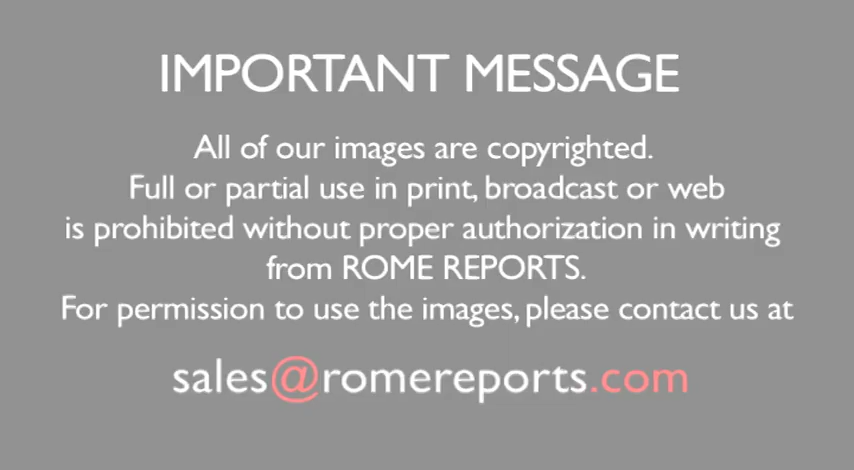 IMPORTANT MESSAGE
All of our images are copyrighted.
Full or partial use in print, broadcast or web
is prohibited without proper authorization in writing
from ROME REPORTS.
For permission to use the images, please contact us at
sales@romereports.com